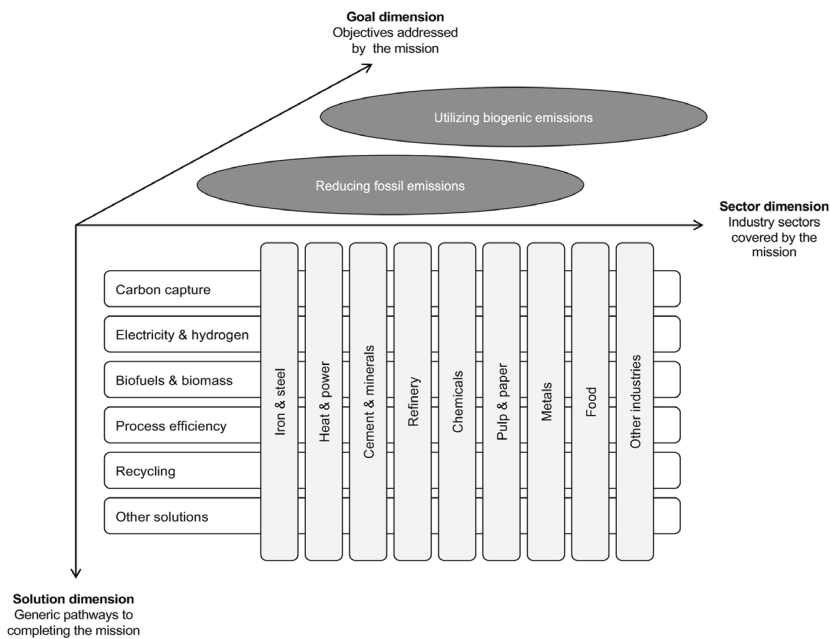 Goal dimension
Objectives addressed
by the mission
Utilizing biogenic emissions
Reducing fossil emissions
Sector dimension
Industry sectors
covered by the
mission
Carbon capture
Electricity & hydrogen
Biofuels & biomass
Process efficiency
Recycling
Other solutions
Iron & steel
Heat & power
Cement & minerals
Refinery
Chemicals
Pulp & paper
Metals
Food
Other industries
Solution dimension
Generic pathways to
completing the mission